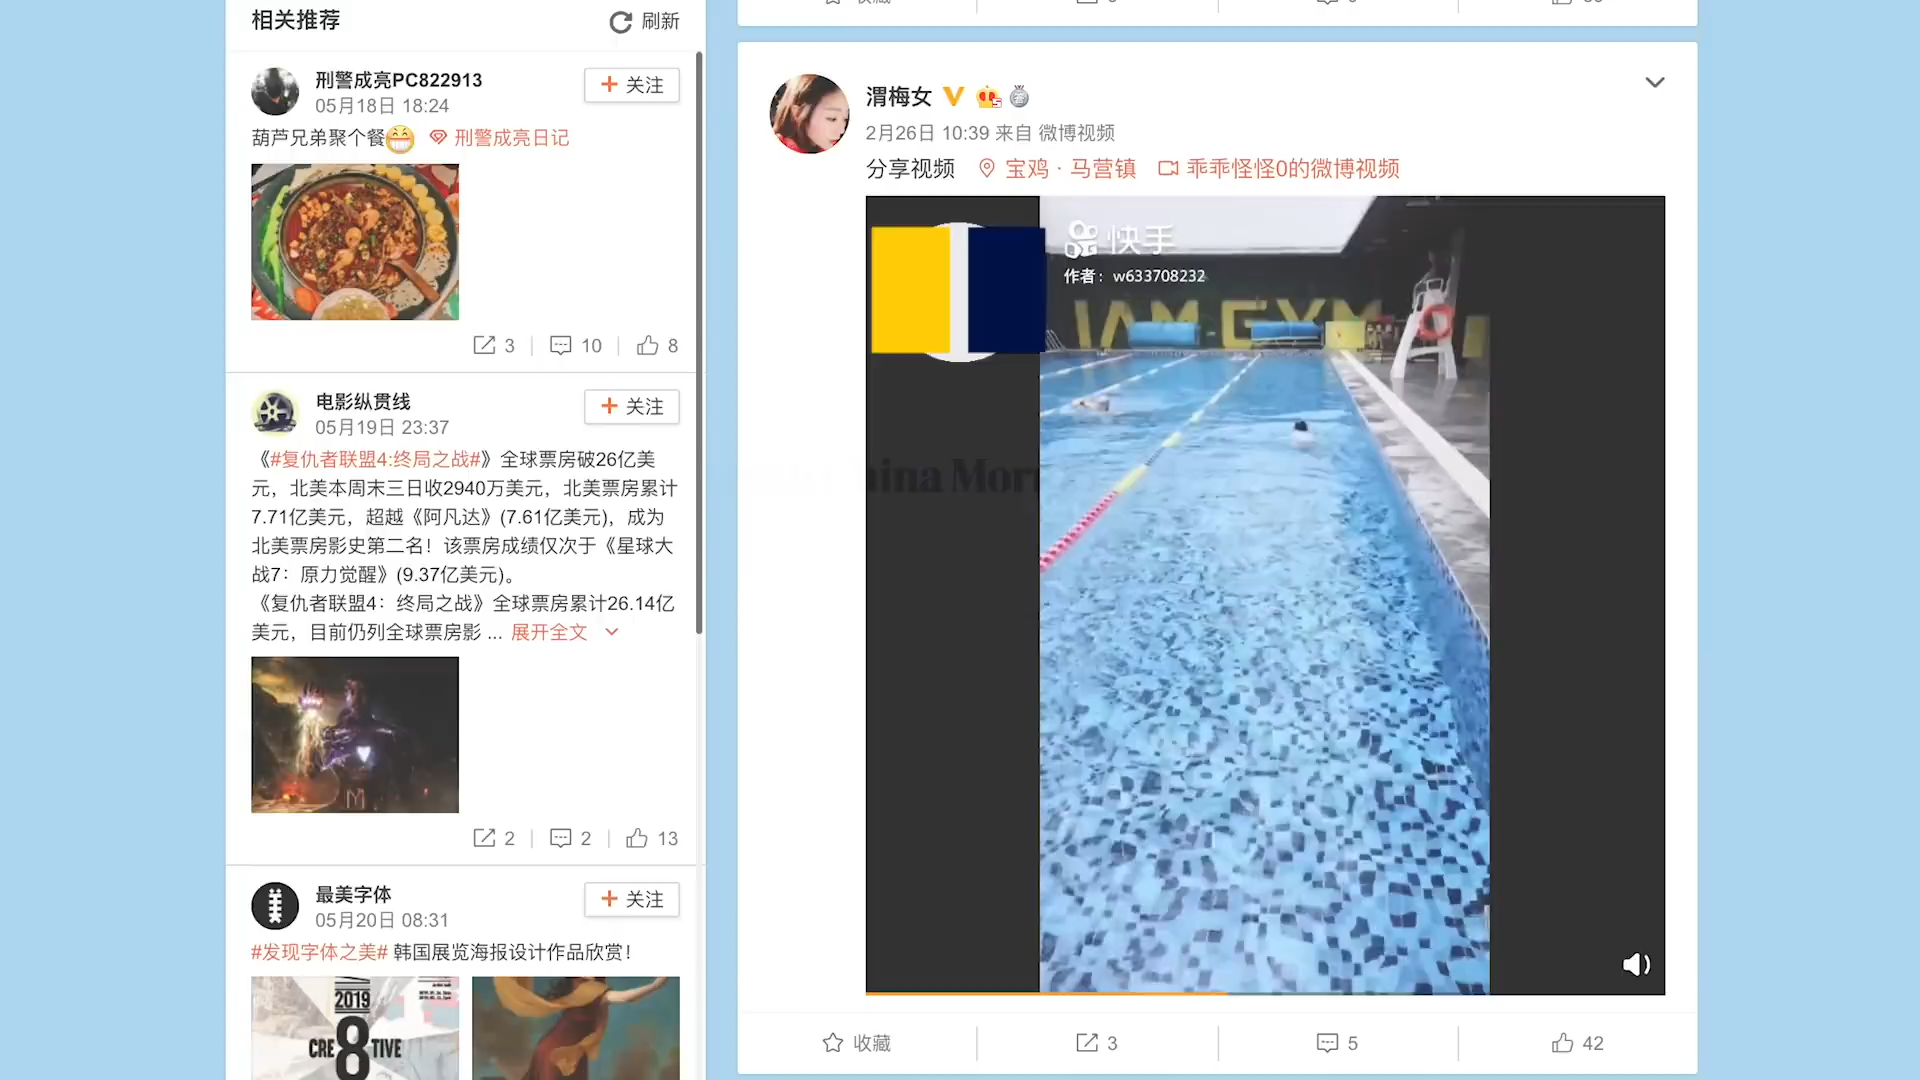 相关推荐
刷新
刑警成亮PC822913
05月18日 18:24
关注
葫芦兄弟聚个餐 刑警成亮日记
3
10
8
电影纵贯线
05月19日 23:37
关注
《#复仇者联盟4:终局之战#》全球票房破26亿美
元，北美本周末三日收2940万美元，北美票房累计
7.71亿美元，超越《阿凡达》(7.61亿美元)，成为
北美票房影史第二名！该票房成绩仅次于《星球大
战7：原力觉醒》(9.37亿美元)。
《复仇者联盟4：终局之战》全球票房累计26.14亿
美元，目前仍列全球票房影 ... 展开全文
2
2
13
最美字体
05月20日 08:31
关注
#发现字体之美# 韩国展览海报设计作品欣赏！
2019
8
CRE TIVE
渭梅女
2月26日 10:39 来自 微博视频
分享视频 宝鸡·马营镇 乖乖怪怪0的微博视频
快手
作者：w633708232
IAM GYM
ina Mor
收藏
3
5
42